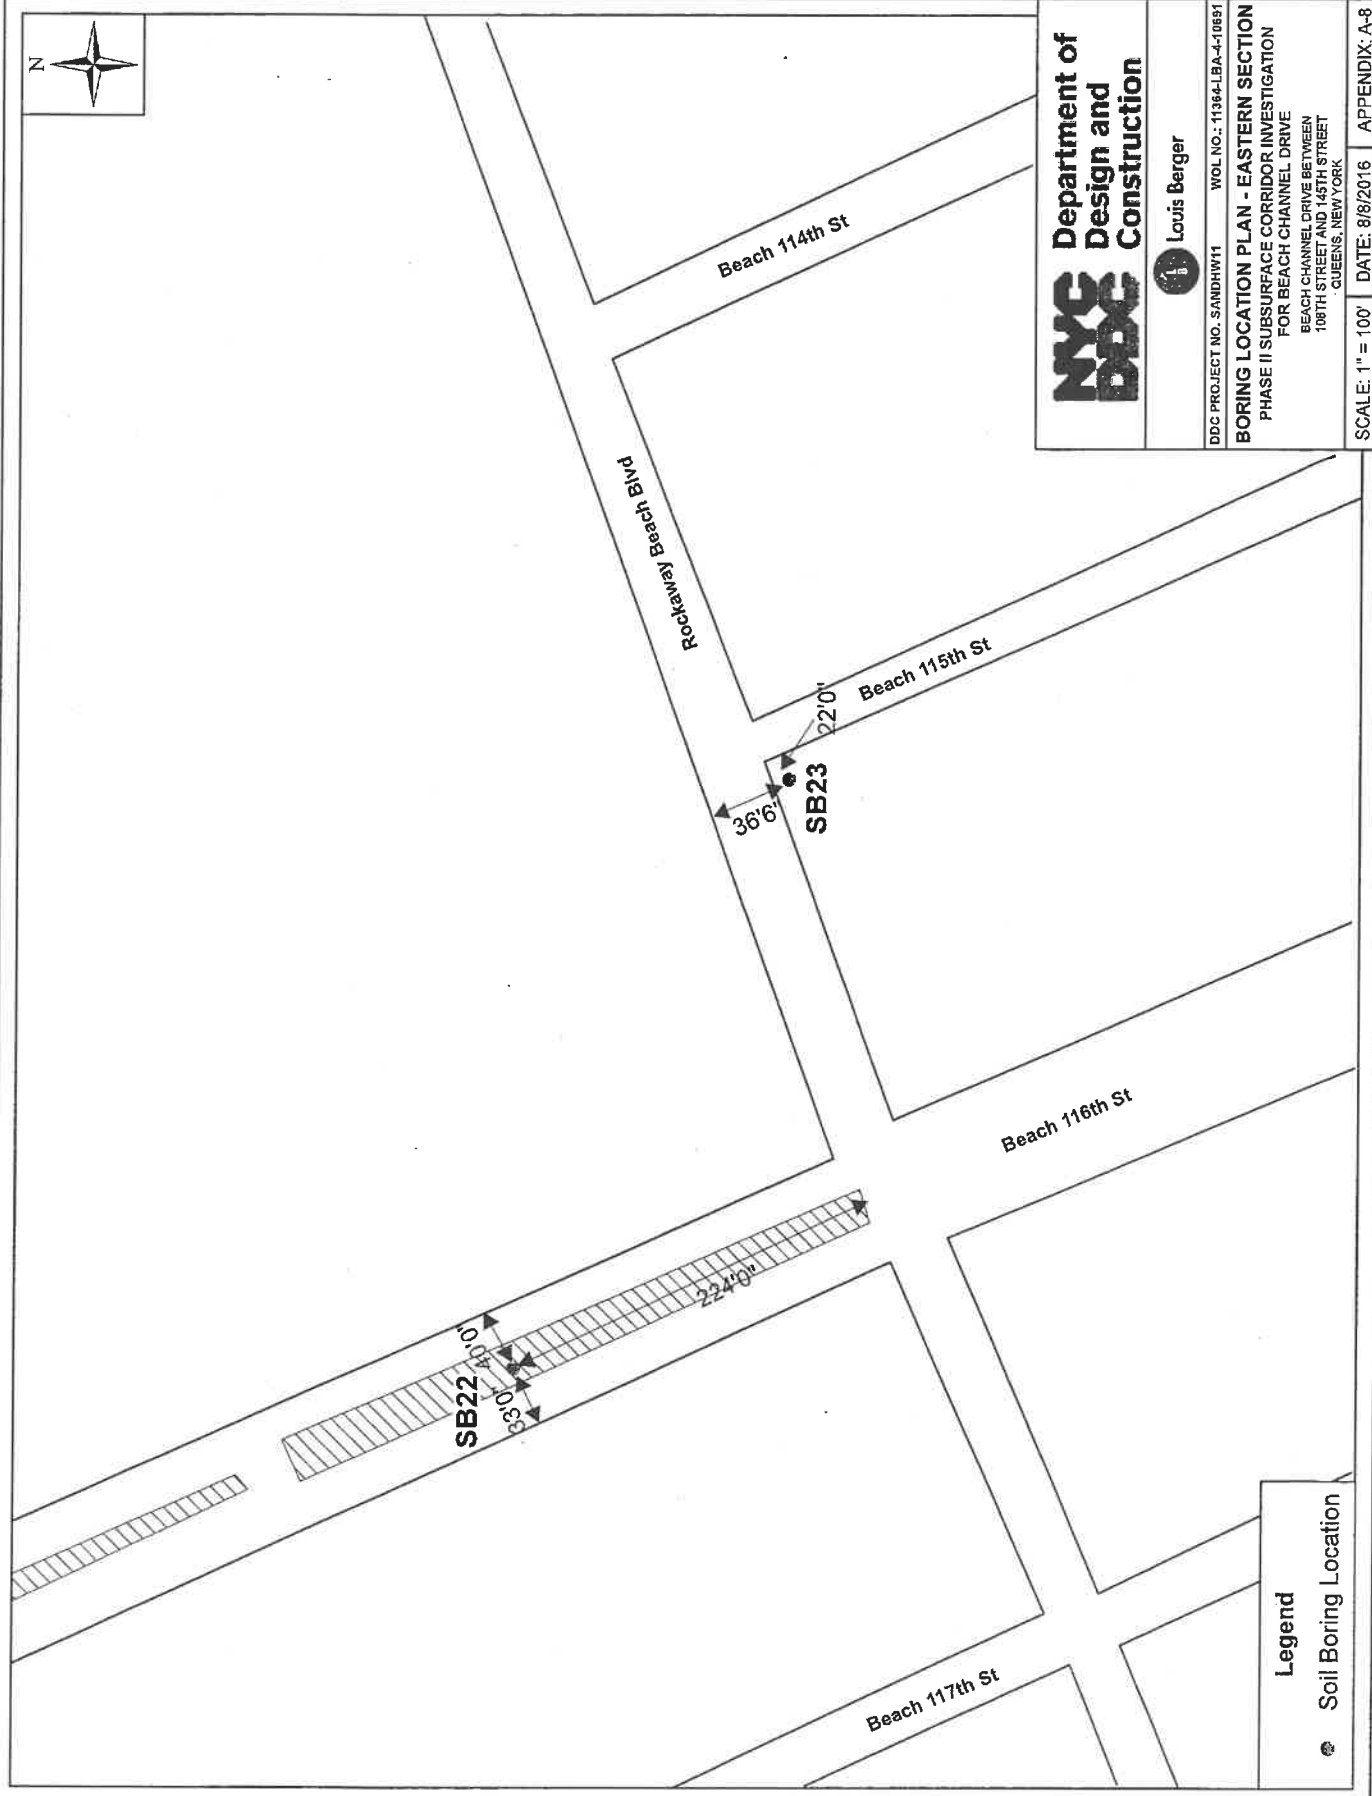 N
Rockaway Beach Blvd
Beach 114th St
Beach 115th St
Beach 116th St
Beach 117th St
SB22
40'0"
33'0"
224'0"
SB23
36'6"
22'0"
Legend
Soil Boring Location
NYC
DDC
Department of
Design and
Construction
Louis Berger
DDC PROJECT NO. SANDHW11 WOL NO.: 11364-LBA-4-10691
BORING LOCATION PLAN - EASTERN SECTION
PHASE II SUBSURFACE CORRIDOR INVESTIGATION
FOR BEACH CHANNEL DRIVE
BEACH CHANNEL DRIVE BETWEEN
108TH STREET AND 145TH STREET
QUEENS, NEW YORK
SCALE: 1" = 100' DATE: 8/8/2016 APPENDIX: A-8